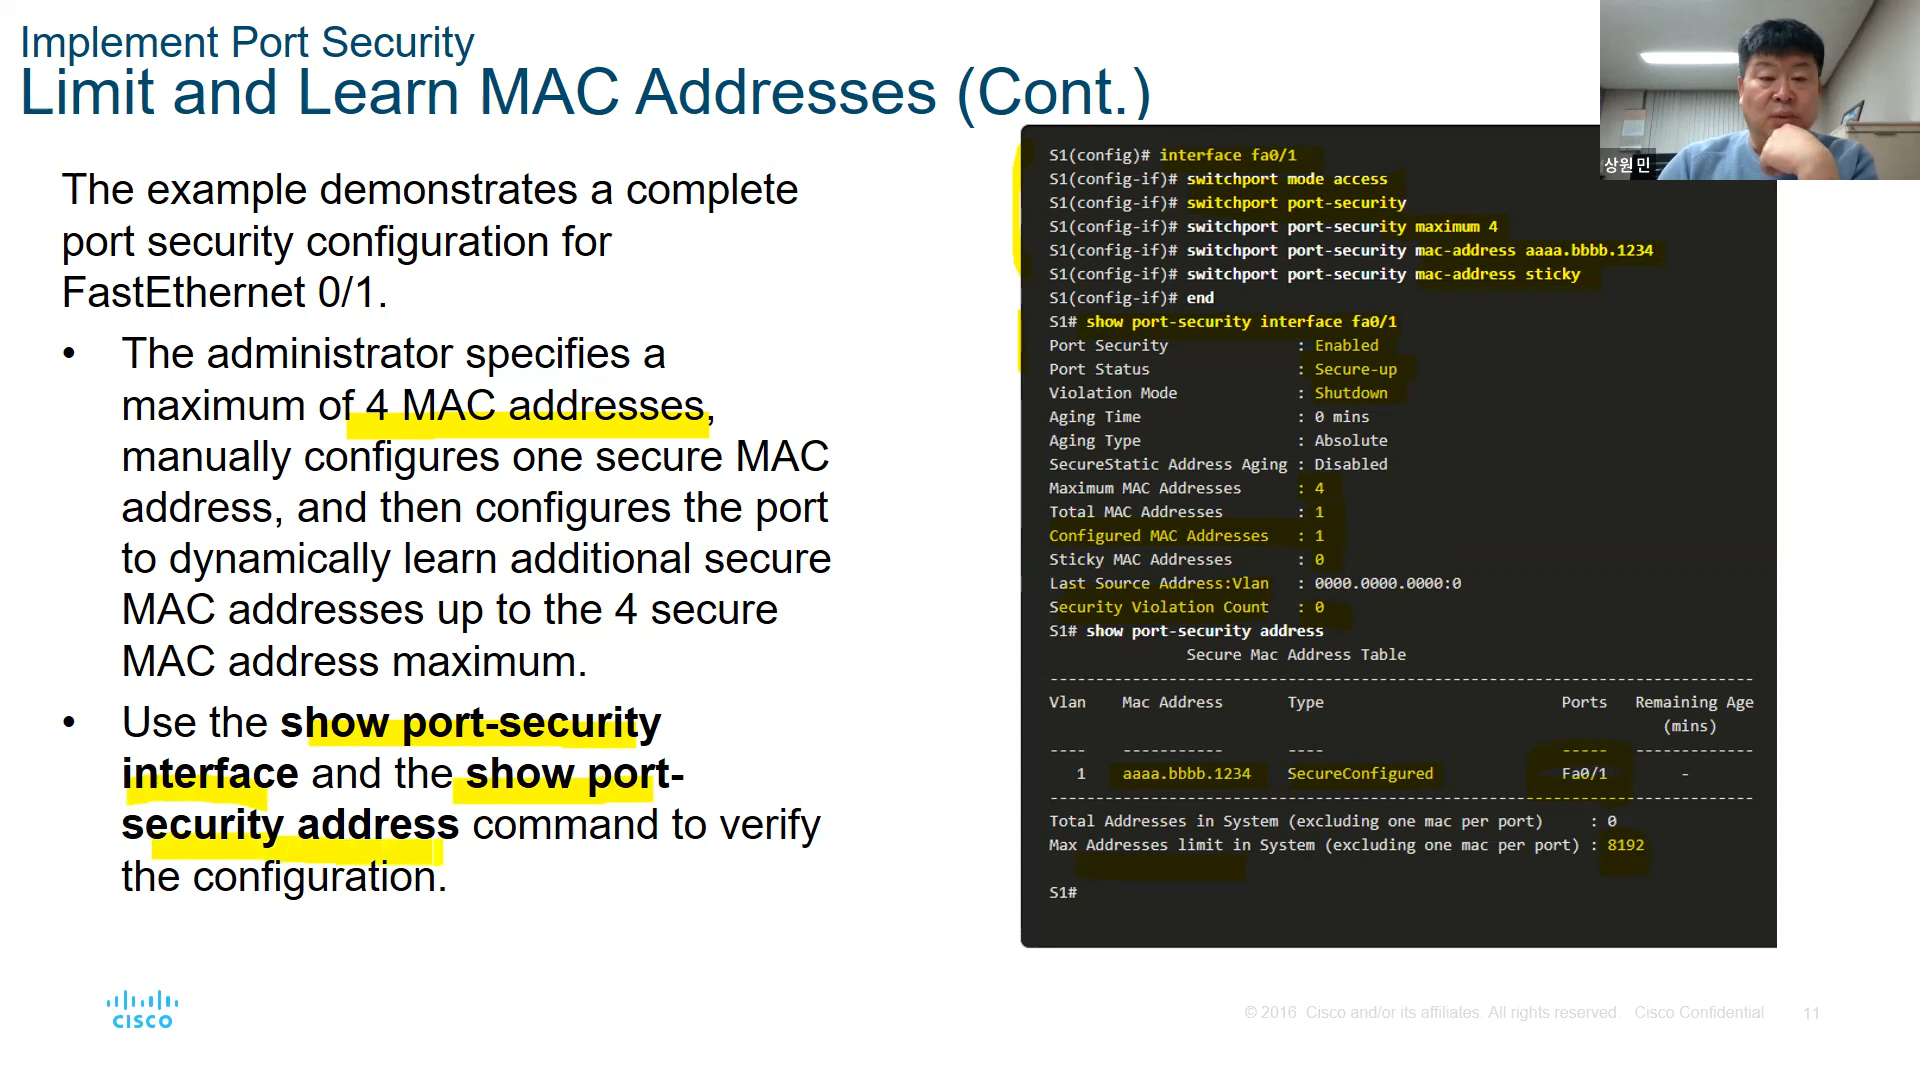 Implement Port Security
Limit and Learn MAC Addresses (Cont.)
The example demonstrates a complete
port security configuration for
FastEthernet 0/1.
• The administrator specifies a
maximum of 4 MAC addresses,
manually configures one secure MAC
address, and then configures the port
to dynamically learn additional secure
MAC addresses up to the 4 secure
MAC address maximum.
• Use the show port-security
interface and the show port-
security address command to verify
the configuration.
S1(config)# interface fa0/1
S1(config-if)# switchport mode access
S1(config-if)# switchport port-security
S1(config-if)# switchport port-security maximum 4
S1(config-if)# switchport port-security mac-address aaaa.bbbb.1234
S1(config-if)# switchport port-security mac-address sticky
S1(config-if)# end
S1# show port-security interface fa0/1
Port Security : Enabled
Port Status : Secure-up
Violation Mode : Shutdown
Aging Time : 0 mins
Aging Type : Absolute
SecureStatic Address Aging : Disabled
Maximum MAC Addresses : 4
Total MAC Addresses : 1
Configured MAC Addresses : 1
Sticky MAC Addresses : 0
Last Source Address:Vlan : 0000.0000.0000:0
Security Violation Count : 0
S1# show port-security address
Secure Mac Address Table
-----------------------------------------------------------------------------
Vlan Mac Address Type Ports Remaining Age
(mins)
---- ----------- ---- ----- -------------
1 aaaa.bbbb.1234 SecureConfigured Fa0/1 -
-----------------------------------------------------------------------------
Total Addresses in System (excluding one mac per port) : 0
Max Addresses limit in System (excluding one mac per port) : 8192
S1#
상원 민
CISCO
© 2016 Cisco and/or its affiliates. All rights reserved. Cisco Confidential 11